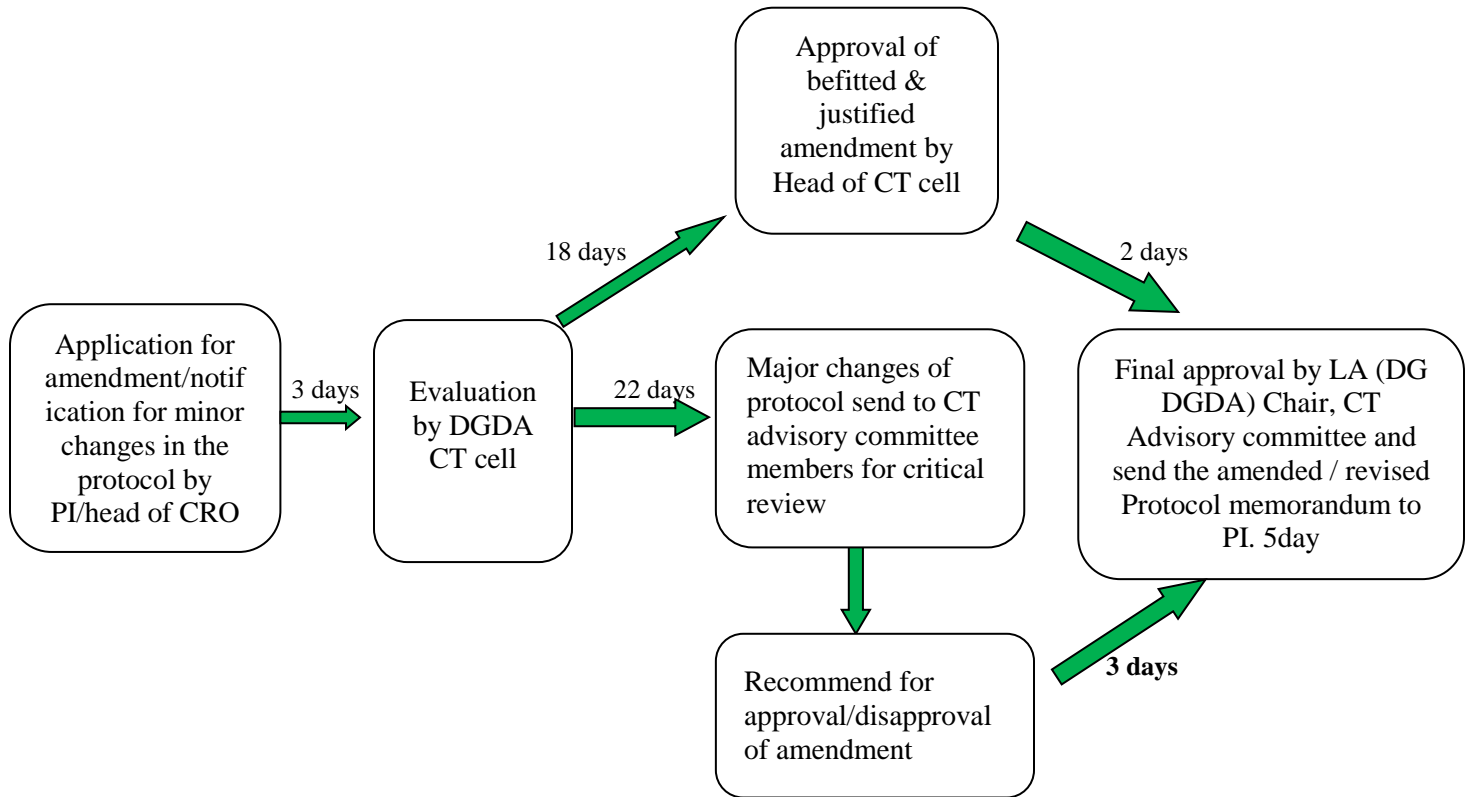 Approval of
befitted &
justified
amendment by
Head of CT cell
18 days
2 days
Application for
amendment/notif
ication for minor
changes in the
protocol by
PI/head of CRO
3 days
Evaluation
by DGDA
CT cell
22 days
Major changes of
protocol send to CT
advisory committee
members for critical
review
Final approval by LA (DG
DGDA) Chair, CT
Advisory committee and
send the amended / revised
Protocol memorandum to
PI. 5day
Recommend for
approval/disapproval
of amendment
3 days